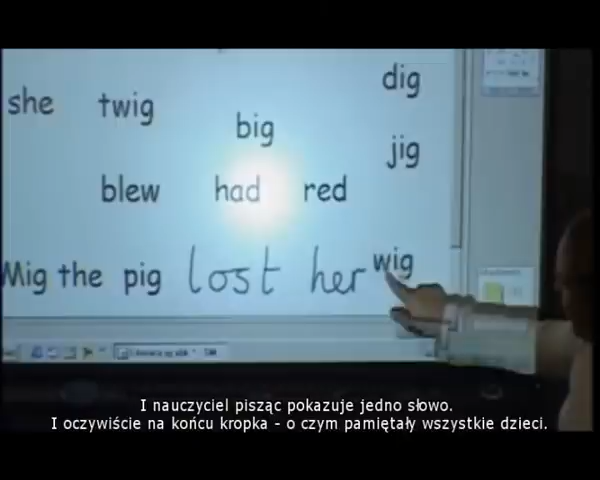 dig
she twig
big
jig
blew had red
Mig the pig lost her wig
I nauczyciel pisząc pokazuje jedno słowo.
I oczywiście na końcu kropka - o czym pamiętały wszystkie dzieci.